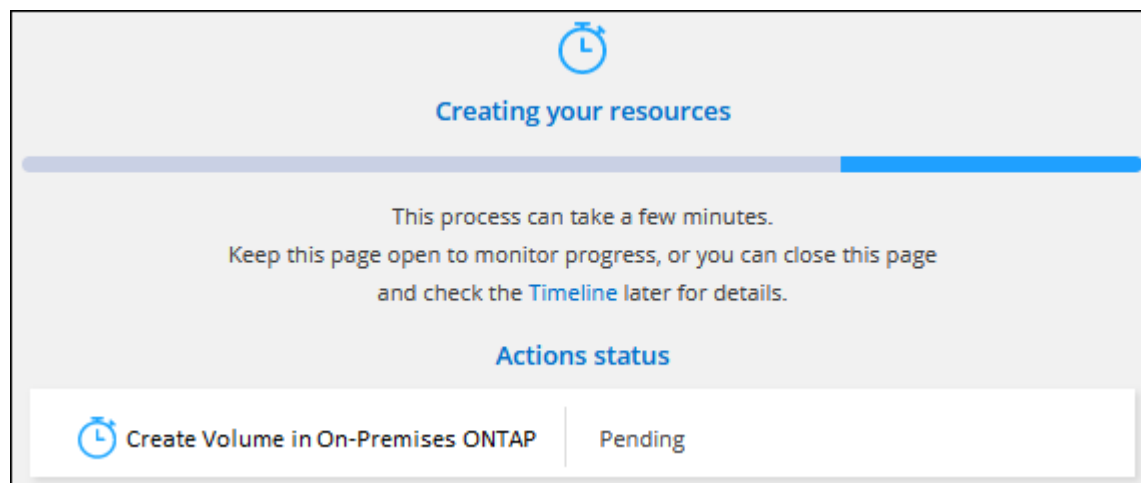 Creating your resources
This process can take a few minutes.
Keep this page open to monitor progress, or you can close this page
and check the Timeline later for details.
Actions status
Create Volume in On-Premises ONTAP
Pending